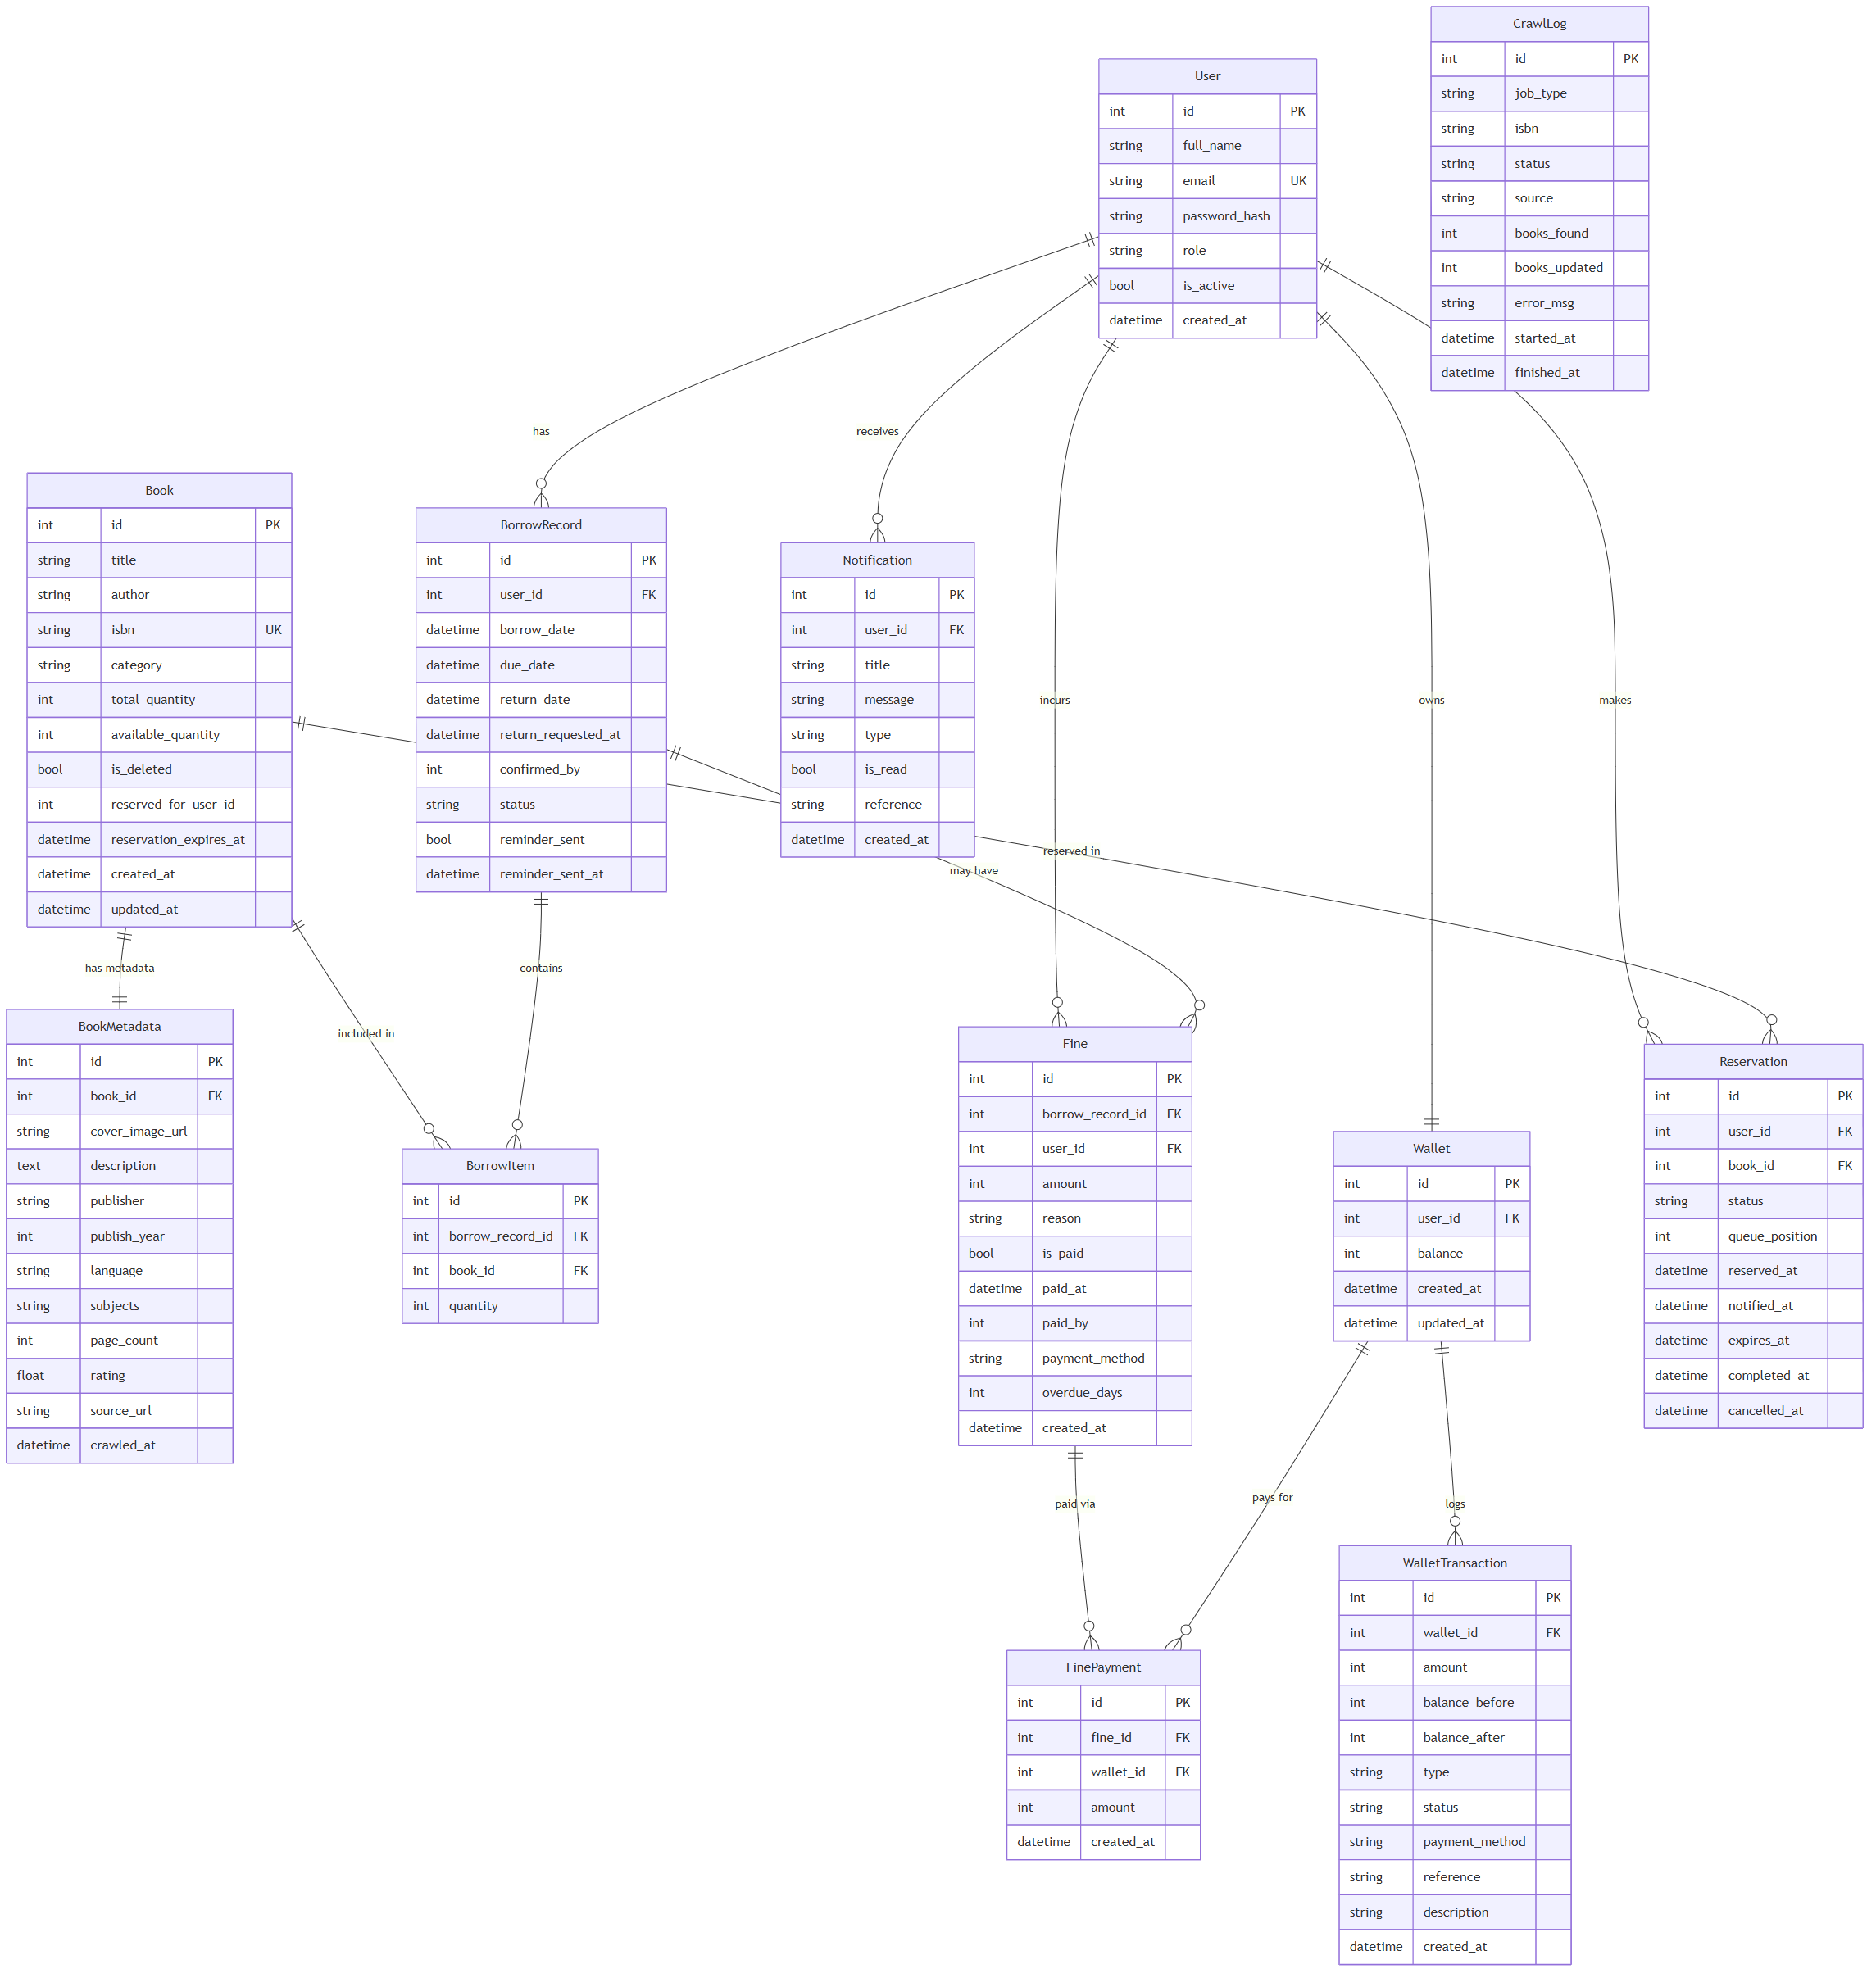 CrawlLog
int id PK
string job_type
string isbn
string status
string source
int books_found
int books_updated
string error_msg
datetime started_at
datetime finished_at
User
int id PK
string full_name
string email UK
string password_hash
string role
bool is_active
datetime created_at
has
receives
incurs
owns
makes
Book
int id PK
string title
string author
string isbn UK
string category
int total_quantity
int available_quantity
bool is_deleted
int reserved_for_user_id
datetime reservation_expires_at
datetime created_at
datetime updated_at
BorrowRecord
int id PK
int user_id FK
datetime borrow_date
datetime due_date
datetime return_date
datetime return_requested_at
int confirmed_by
string status
bool reminder_sent
datetime reminder_sent_at
Notification
int id PK
int user_id FK
string title
string message
string type
bool is_read
string reference
datetime created_at
reserved in
may have
has metadata
contains
included in
BookMetadata
int id PK
int book_id FK
string cover_image_url
text description
string publisher
int publish_year
string language
string subjects
int page_count
float rating
string source_url
datetime crawled_at
BorrowItem
int id PK
int borrow_record_id FK
int book_id FK
int quantity
Fine
int id PK
int borrow_record_id FK
int user_id FK
int amount
string reason
bool is_paid
datetime paid_at
int paid_by
string payment_method
int overdue_days
datetime created_at
Wallet
int id PK
int user_id FK
int balance
datetime created_at
datetime updated_at
Reservation
int id PK
int user_id FK
int book_id FK
string status
int queue_position
datetime reserved_at
datetime notified_at
datetime expires_at
datetime completed_at
datetime cancelled_at
paid via
pays for
logs
FinePayment
int id PK
int fine_id FK
int wallet_id FK
int amount
datetime created_at
WalletTransaction
int id PK
int wallet_id FK
int amount
int balance_before
int balance_after
string type
string status
string payment_method
string reference
string description
datetime created_at